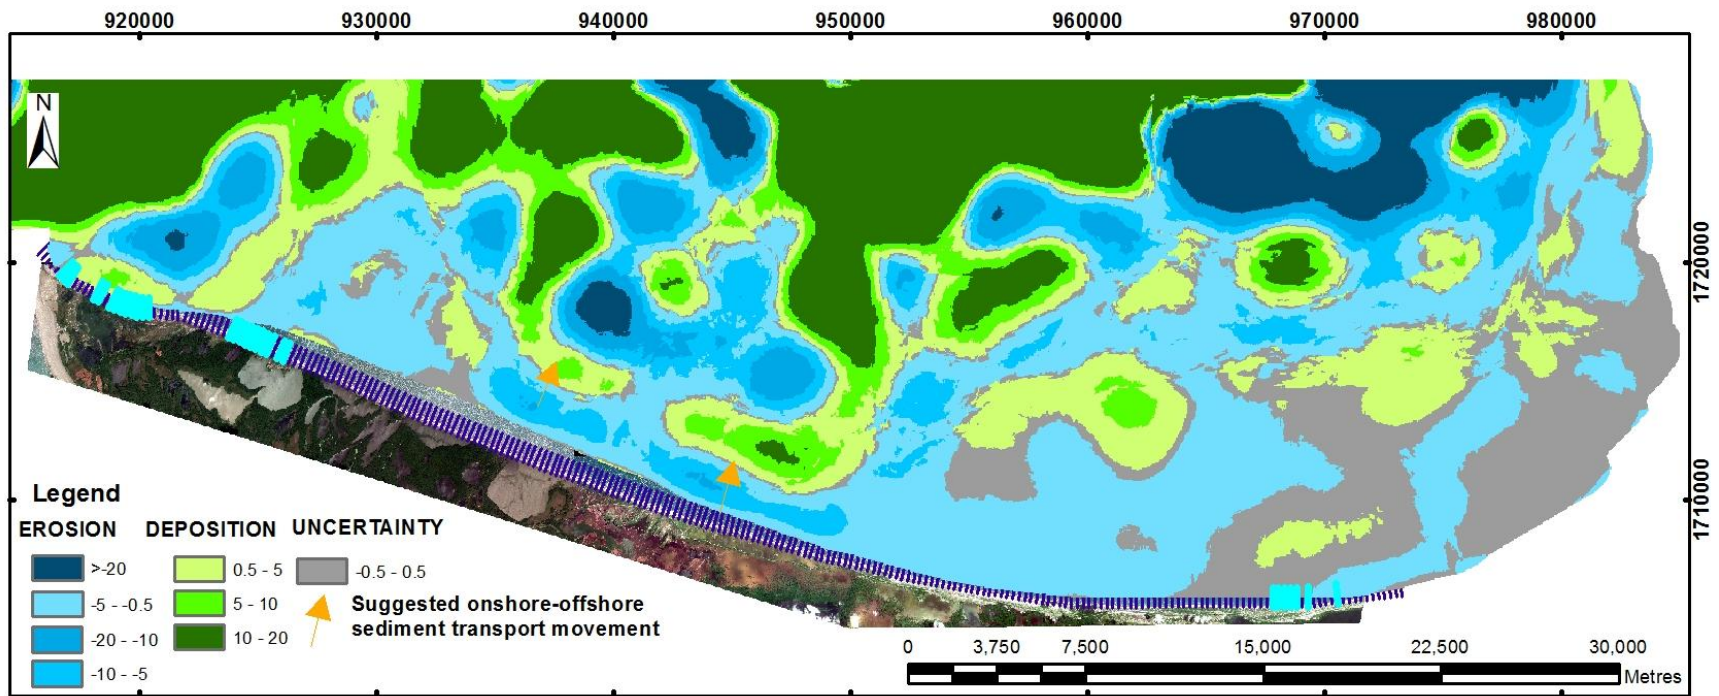 920000 930000 940000 950000 960000 970000 980000
N
1720000
1710000
Legend
EROSION DEPOSITION UNCERTAINTY
>-20 0.5 - 5 -0.5 - 0.5
-5 - -0.5 5 - 10 Suggested onshore-offshore
-20 - -10 10 - 20 sediment transport movement
-10 - -5
0 3,750 7,500 15,000 22,500 30,000
Metres